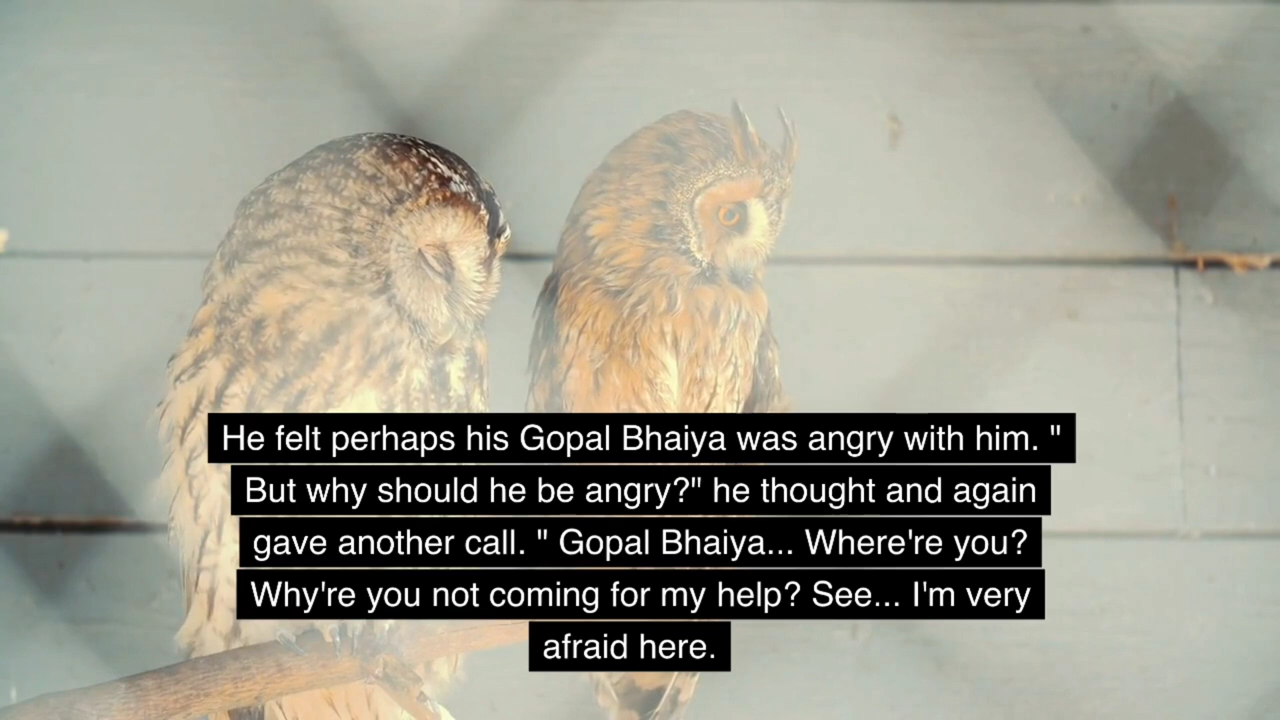 He felt perhaps his Gopal Bhaiya was angry with him. "
But why should he be angry?" he thought and again
gave another call. " Gopal Bhaiya... Where're you?
Why're you not coming for my help? See... I'm very
afraid here.